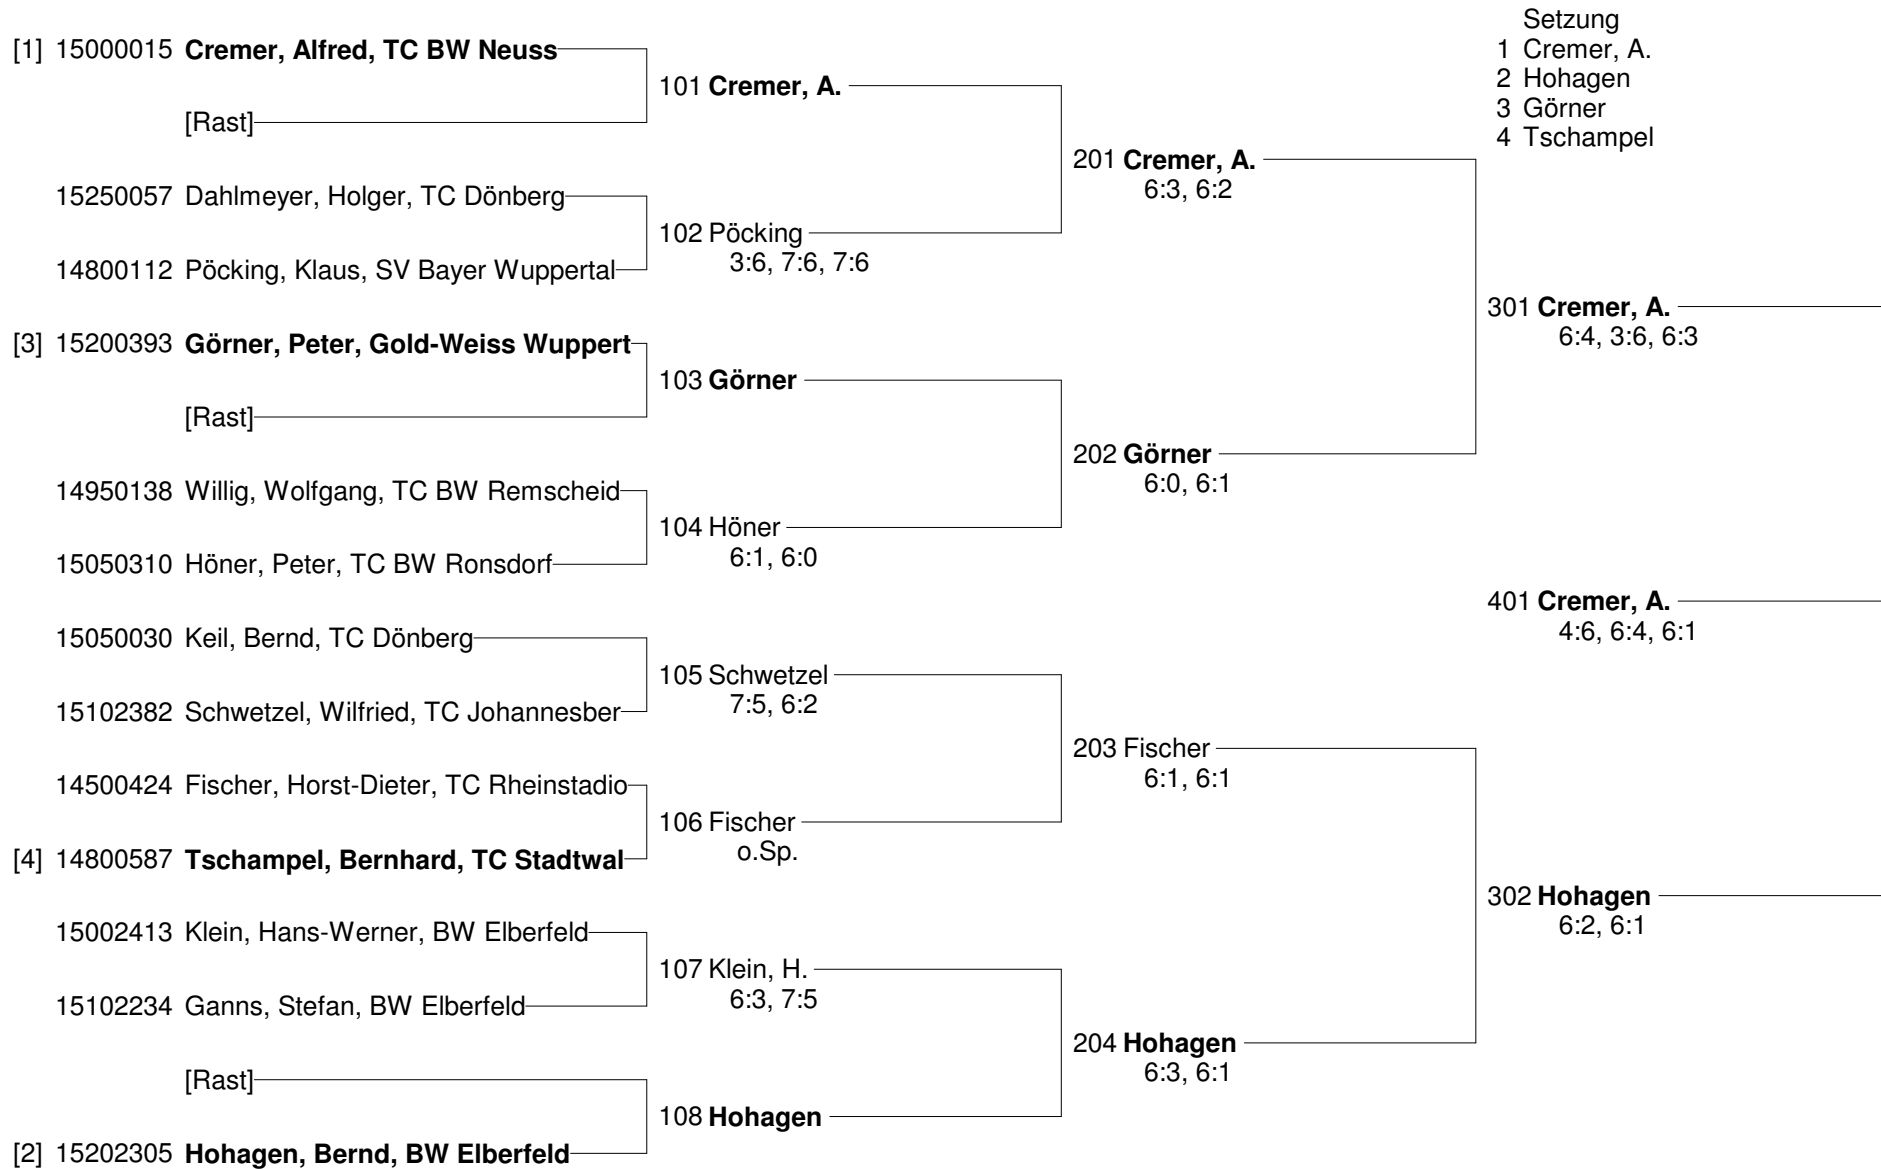 Setzung
1 Cremer, A.
2 Hohagen
3 Görner
4 Tschampel
[1] 15000015 Cremer, Alfred, TC BW Neuss
[Rast]
15250057 Dahlmeyer, Holger, TC Dönberg
14800112 Pöcking, Klaus, SV Bayer Wuppertal
[3] 15200393 Görner, Peter, Gold-Weiss Wuppert
[Rast]
14950138 Willig, Wolfgang, TC BW Remscheid
15050310 Höner, Peter, TC BW Ronsdorf
15050030 Keil, Bernd, TC Dönberg
15102382 Schwetzel, Wilfried, TC Johannesber
14500424 Fischer, Horst-Dieter, TC Rheinstadio
[4] 14800587 Tschampel, Bernhard, TC Stadtwal
15002413 Klein, Hans-Werner, BW Elberfeld
15102234 Ganns, Stefan, BW Elberfeld
[Rast]
[2] 15202305 Hohagen, Bernd, BW Elberfeld
101 Cremer, A.
102 Pöcking
3:6, 7:6, 7:6
103 Görner
104 Höner
6:1, 6:0
105 Schwetzel
7:5, 6:2
106 Fischer
o.Sp.
107 Klein, H.
6:3, 7:5
108 Hohagen
201 Cremer, A.
6:3, 6:2
202 Görner
6:0, 6:1
203 Fischer
6:1, 6:1
204 Hohagen
6:3, 6:1
301 Cremer, A.
6:4, 3:6, 6:3
401 Cremer, A.
4:6, 6:4, 6:1
302 Hohagen
6:2, 6:1